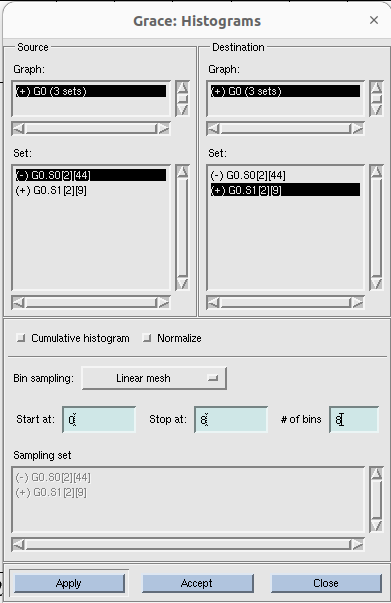 Grace: Histograms
Source
Destination
Graph:
Graph:
(+) G0 (3 sets)
(+) G0 (3 sets)
Set:
Set:
(-) G0.S0[2][44]
(+) G0.S1[2][9]
(-) G0.S0[2][44]
(+) G0.S1[2][9]
Cumulative histogram
Normalize
Bin sampling: Linear mesh
Start at: 0 Stop at: 8 # of bins 8
Sampling set
(-) G0.S0[2][44]
(+) G0.S1[2][9]
Apply
Accept
Close